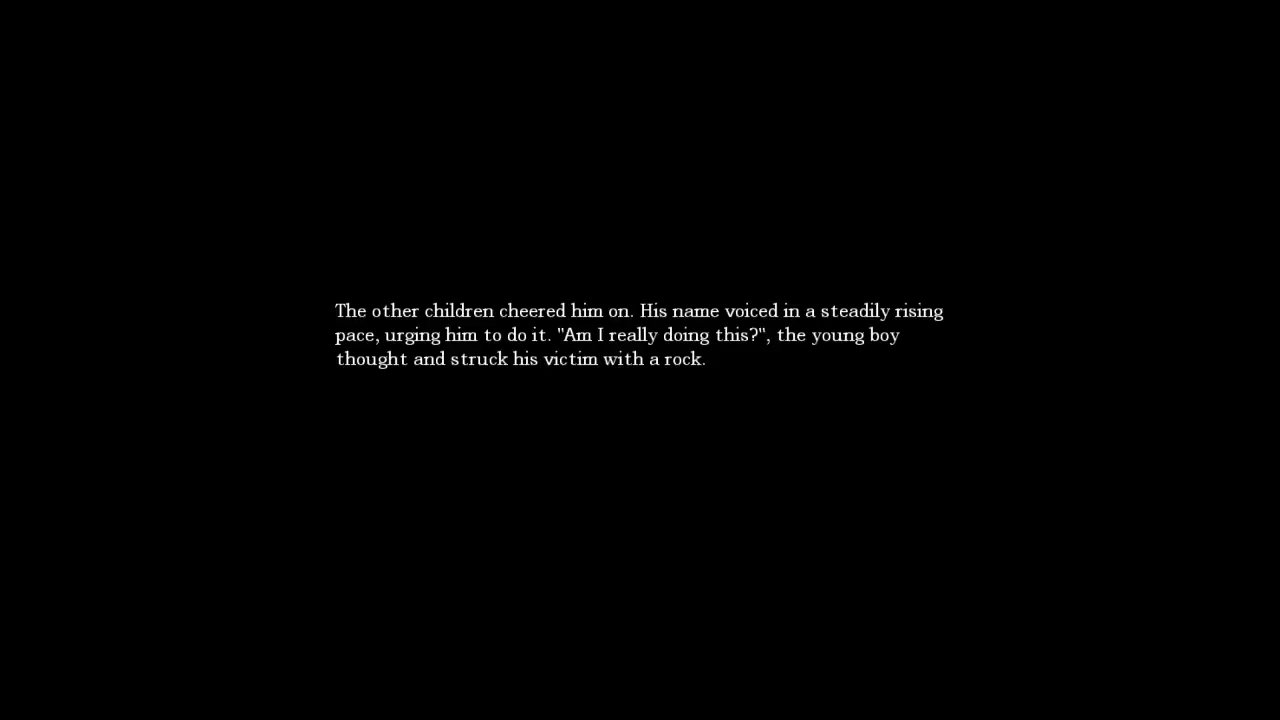 The other children cheered him on. His name voiced in a steadily rising
pace, urging him to do it. "Am I really doing this?", the young boy
thought and struck his victim with a rock.